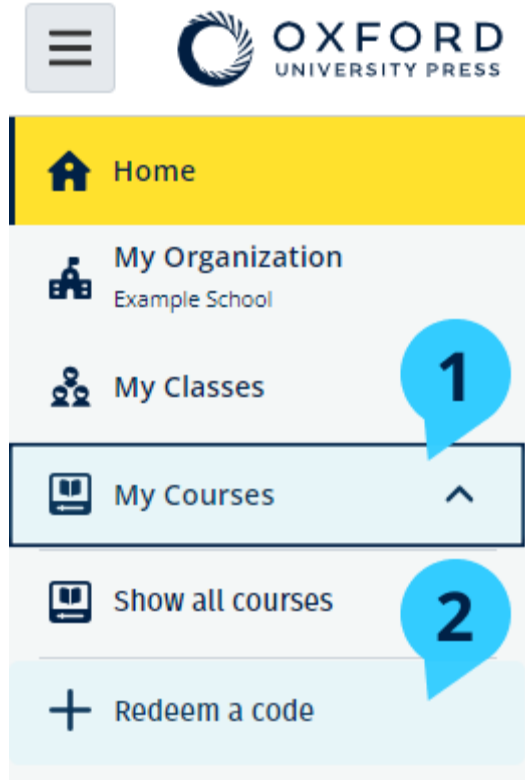 OXFORD
UNIVERSITY PRESS
Home
My Organization
Example School
My Classes
1
My Courses
Show all courses
2
Redeem a code